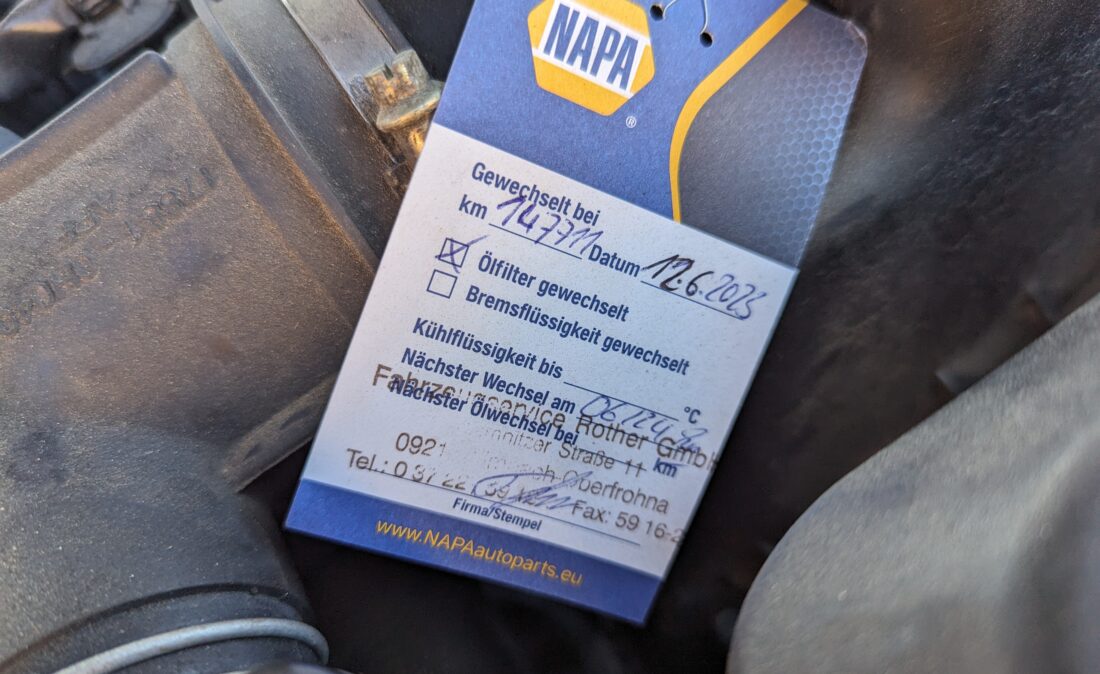 NAPA
®
Gewechselt bei
km 147711 Datum 12.6.2023
☒ Ölfilter gewechselt
☐ Bremsflüssigkeit gewechselt
Kühlflüssigkeit bis °C
Nächster Wechsel am 06/24
Nächster Ölwechsel bei km
Fahrzeugservice Rother GmbH
Straße 11
0921 Oberfrohna
Tel.: 0 37 22 Fax: 59 16-2
Firma/Stempel
www.NAPAautoparts.eu